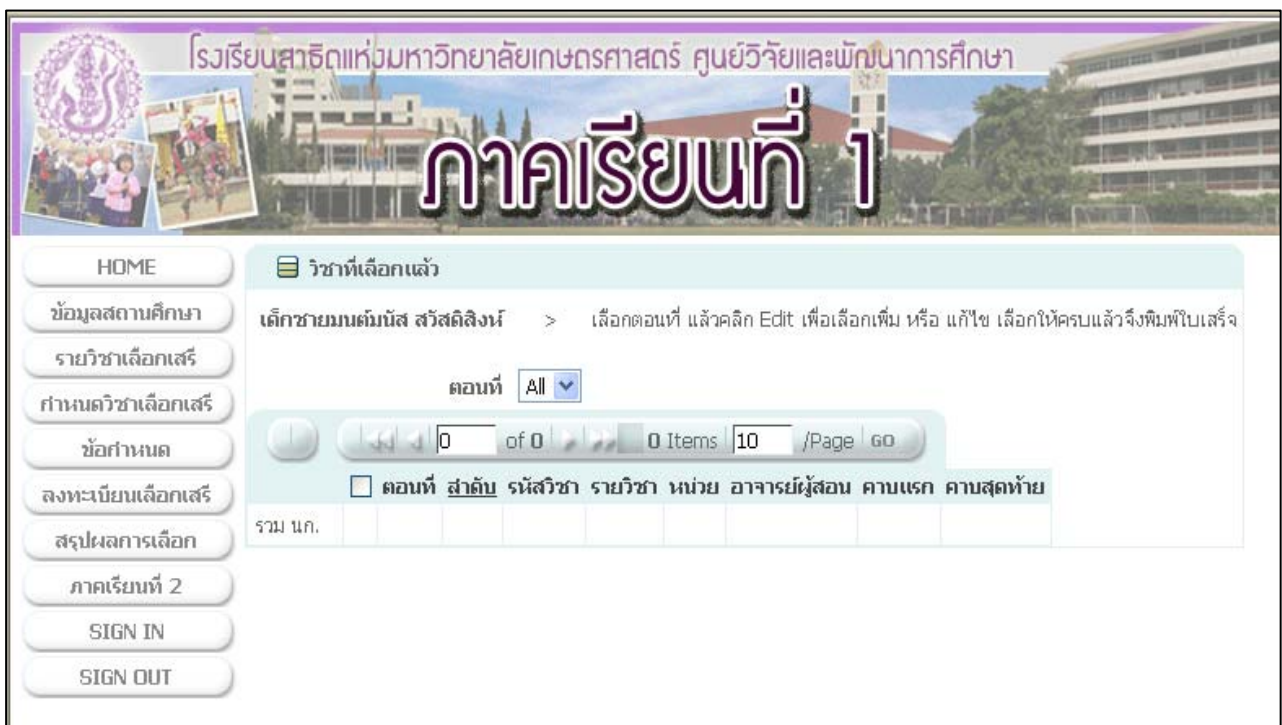 โรงเรียนสาธิตแห่งมหาวิทยาลัยเกษตรศาสตร์ ศูนย์วิจัยและพัฒนาการศึกษา
ภาคเรียนที่ 1
HOME
ข้อมูลสถานศึกษา
รายวิชาเลือกเสรี
กำหนดวิชาเลือกเสรี
ข้อกำหนด
ลงทะเบียนเลือกเสรี
สรุปผลการเลือก
ภาคเรียนที่ 2
SIGN IN
SIGN OUT
วิชาที่เลือกแล้ว
เด็กชายมนต์มนัส สวัสดิสิงห์ > เลือกตอนที่ แล้วคลิก Edit เพื่อเลือกเพิ่ม หรือ แก้ไข เลือกให้ครบแล้วจึงพิมพ์ใบเสร็จ
ตอนที่ All
0 of 0 0 Items 10 /Page GO
ตอนที่ ลำดับ รหัสวิชา รายวิชา หน่วย อาจารย์ผู้สอน คาบแรก คาบสุดท้าย
รวม นก.